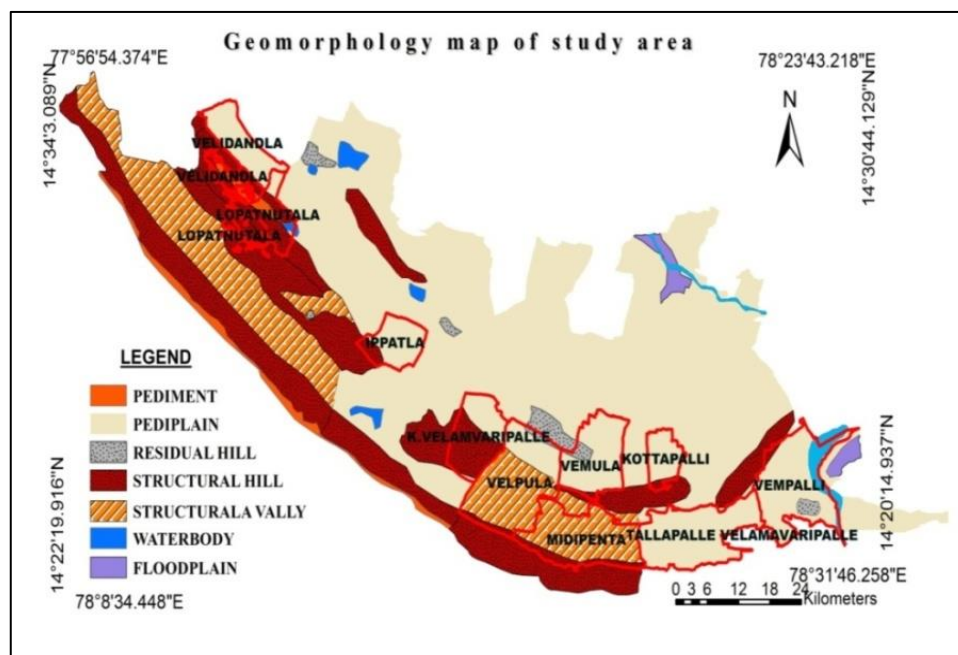 Geomorphology map of study area
77°56'54.374"E
78°23'43.218"E
14°34'3.089"N
14°30'44.129"N
N
VELIDANDLA
VELIDANDLA
LOPATNUTALA
LOPATNUTALA
IPPATLA
LEGEND
PEDIMENT
PEDIPLAIN
RESIDUAL HILL
STRUCTURAL HILL
STRUCTURALA VALLY
WATERBODY
FLOODPLAIN
K.VELAMVARIPALLE
VEMULA
KOTTAPALLI
VELPULA
VEMPALLI
MIDIPENTA
TALLAPALLE
VELAMAVARIPALLE
14°22'19.916"N
14°20'14.937"N
78°8'34.448"E
78°31'46.258"E
0 3 6 12 18 24
Kilometers